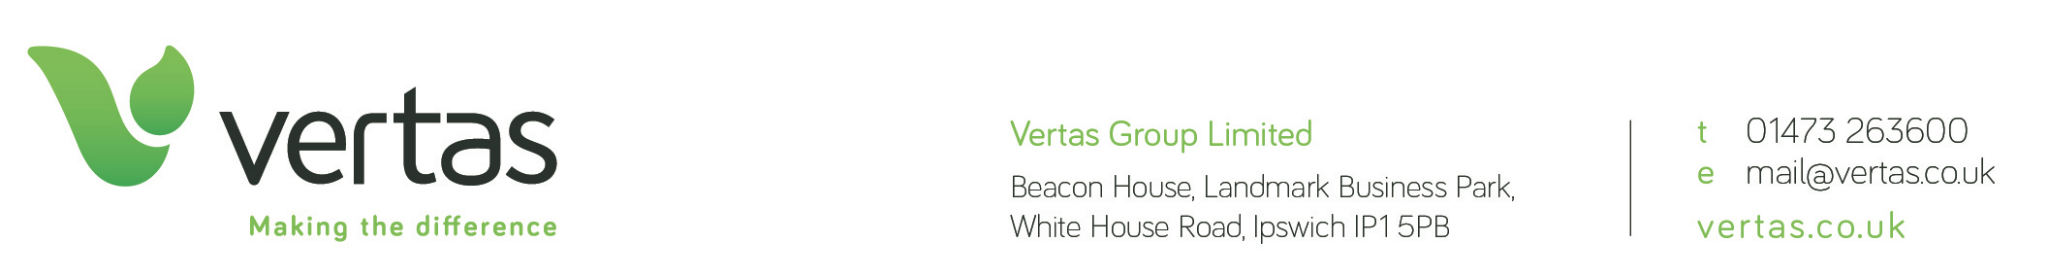 vertas
Making the difference
Vertas Group Limited
Beacon House, Landmark Business Park,
White House Road, Ipswich IP1 5PB
t 01473 263600
e mail@vertas.co.uk
vertas.co.uk